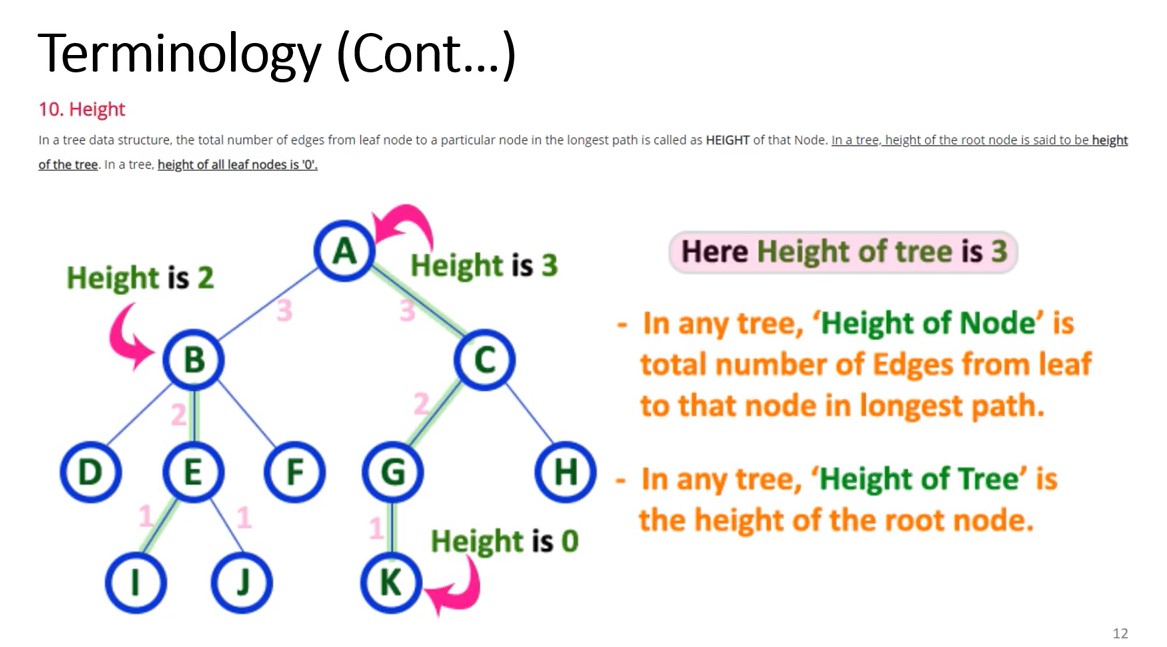 Terminology (Cont…)
10. Height
In a tree data structure, the total number of edges from leaf node to a particular node in the longest path is called as HEIGHT of that Node. In a tree, height of the root node is said to be height
of the tree. In a tree, height of all leaf nodes is '0'.
A
Height is 3
Height is 2
Here Height of tree is 3
3
3
- In any tree, ‘Height of Node’ is
total number of Edges from leaf
to that node in longest path.
B
C
2
2
D
E
F
G
H
- In any tree, ‘Height of Tree’ is
the height of the root node.
1
1
1
Height is 0
I
J
K
12